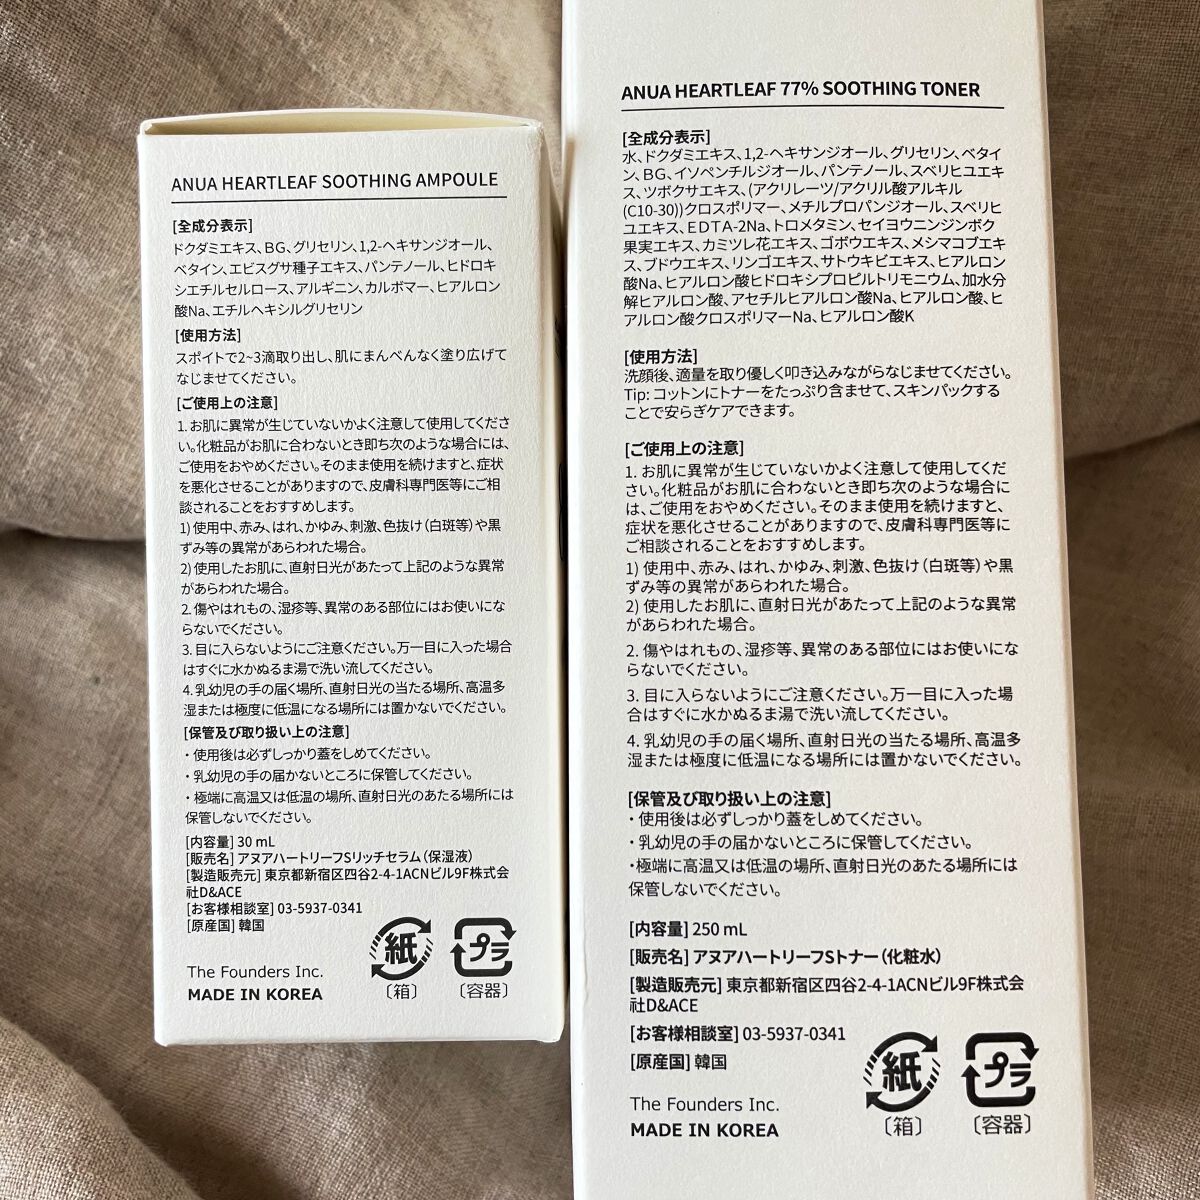 ANUA HEARTLEAF SOOTHING AMPOULE
[全成分表示]
ドクダミエキス、BG、グリセリン、1,2-ヘキサンジオール、
ベタイン、エビスグサ種子エキス、パンテノール、ヒドロキ
シエチルセルロース、アルギニン、カルボマー、ヒアルロン
酸Na、エチルヘキシルグリセリン
[使用方法]
スポイトで2~3滴取り出し、肌にまんべんなく塗り広げて
なじませてください。
[ご使用上の注意]
1. お肌に異常が生じていないかよく注意して使用してくださ
い。化粧品がお肌に合わないとき即ち次のような場合には、
ご使用をおやめください。そのまま使用を続けますと、症状
を悪化させることがありますので、皮膚科専門医等にご相
談されることをおすすめします。
1) 使用中、赤み、はれ、かゆみ、刺激、色抜け(白斑等)や黒
ずみ等の異常があらわれた場合。
2) 使用したお肌に、直射日光があたって上記のような異常
があらわれた場合。
2. 傷やはれもの、湿疹等、異常のある部位にはお使いにな
らないでください。
3. 目に入らないようにご注意ください。万一目に入った場合
はすぐに水かぬるま湯で洗い流してください。
4. 乳幼児の手の届く場所、直射日光の当たる場所、高温多
湿または極度に低温になる場所には置かないでください。
[保管及び取り扱い上の注意]
・使用後は必ずしっかり蓋をしめてください。
・乳幼児の手の届かないところに保管してください。
・極端に高温又は低温の場所、直射日光のあたる場所には
保管しないでください。
[内容量] 30 mL
[販売名] アヌアハートリーフSリッチセラム(保湿液)
[製造販売元] 東京都新宿区四谷2-4-1ACNビル9F株式会
社D&ACE
[お客様相談室] 03-5937-0341
[原産国] 韓国
The Founders Inc.
MADE IN KOREA
紙
〔箱〕
プラ
〔容器〕
ANUA HEARTLEAF 77% SOOTHING TONER
[全成分表示]
水、ドクダミエキス、1,2-ヘキサンジオール、グリセリン、ベタイ
ン、BG、イソペンチルジオール、パンテノール、スベリヒユエキ
ス、ツボクサエキス、(アクリレーツ/アクリル酸アルキル
(C10-30))クロスポリマー、メチルプロパンジオール、スベリヒ
ユエキス、EDTA-2Na、トロメタミン、セイヨウニンジンボク
果実エキス、カミツレ花エキス、ゴボウエキス、メシマコブエキ
ス、ブドウエキス、リンゴエキス、サトウキビエキス、ヒアルロン
酸Na、ヒアルロン酸ヒドロキシプロピルトリモニウム、加水分
解ヒアルロン酸、アセチルヒアルロン酸Na、ヒアルロン酸、ヒ
アルロン酸クロスポリマーNa、ヒアルロン酸K
[使用方法]
洗顔後、適量を取り優しく叩き込みながらなじませてください。
Tip: コットンにトナーをたっぷり含ませて、スキンパックする
ことで安らぎケアできます。
[ご使用上の注意]
1. お肌に異常が生じていないかよく注意して使用してくだ
さい。化粧品がお肌に合わないとき即ち次のような場合に
は、ご使用をおやめください。そのまま使用を続けますと、
症状を悪化させることがありますので、皮膚科専門医等に
ご相談されることをおすすめします。
1) 使用中、赤み、はれ、かゆみ、刺激、色抜け(白斑等)や黒
ずみ等の異常があらわれた場合。
2) 使用したお肌に、直射日光があたって上記のような異常
があらわれた場合。
2. 傷やはれもの、湿疹等、異常のある部位にはお使いにな
らないでください。
3. 目に入らないようにご注意ください。万一目に入った場
合はすぐに水かぬるま湯で洗い流してください。
4. 乳幼児の手の届く場所、直射日光の当たる場所、高温多
湿または極度に低温になる場所には置かないでください。
[保管及び取り扱い上の注意]
・使用後は必ずしっかり蓋をしめてください。
・乳幼児の手の届かないところに保管してください。
・極端に高温又は低温の場所、直射日光のあたる場所には
保管しないでください。
[内容量] 250 mL
[販売名] アヌアハートリーフSトナー(化粧水)
[製造販売元] 東京都新宿区四谷2-4-1ACNビル9F株式会
社D&ACE
[お客様相談室] 03-5937-0341
[原産国] 韓国
The Founders Inc.
MADE IN KOREA
紙
〔箱〕
プラ
〔容器〕